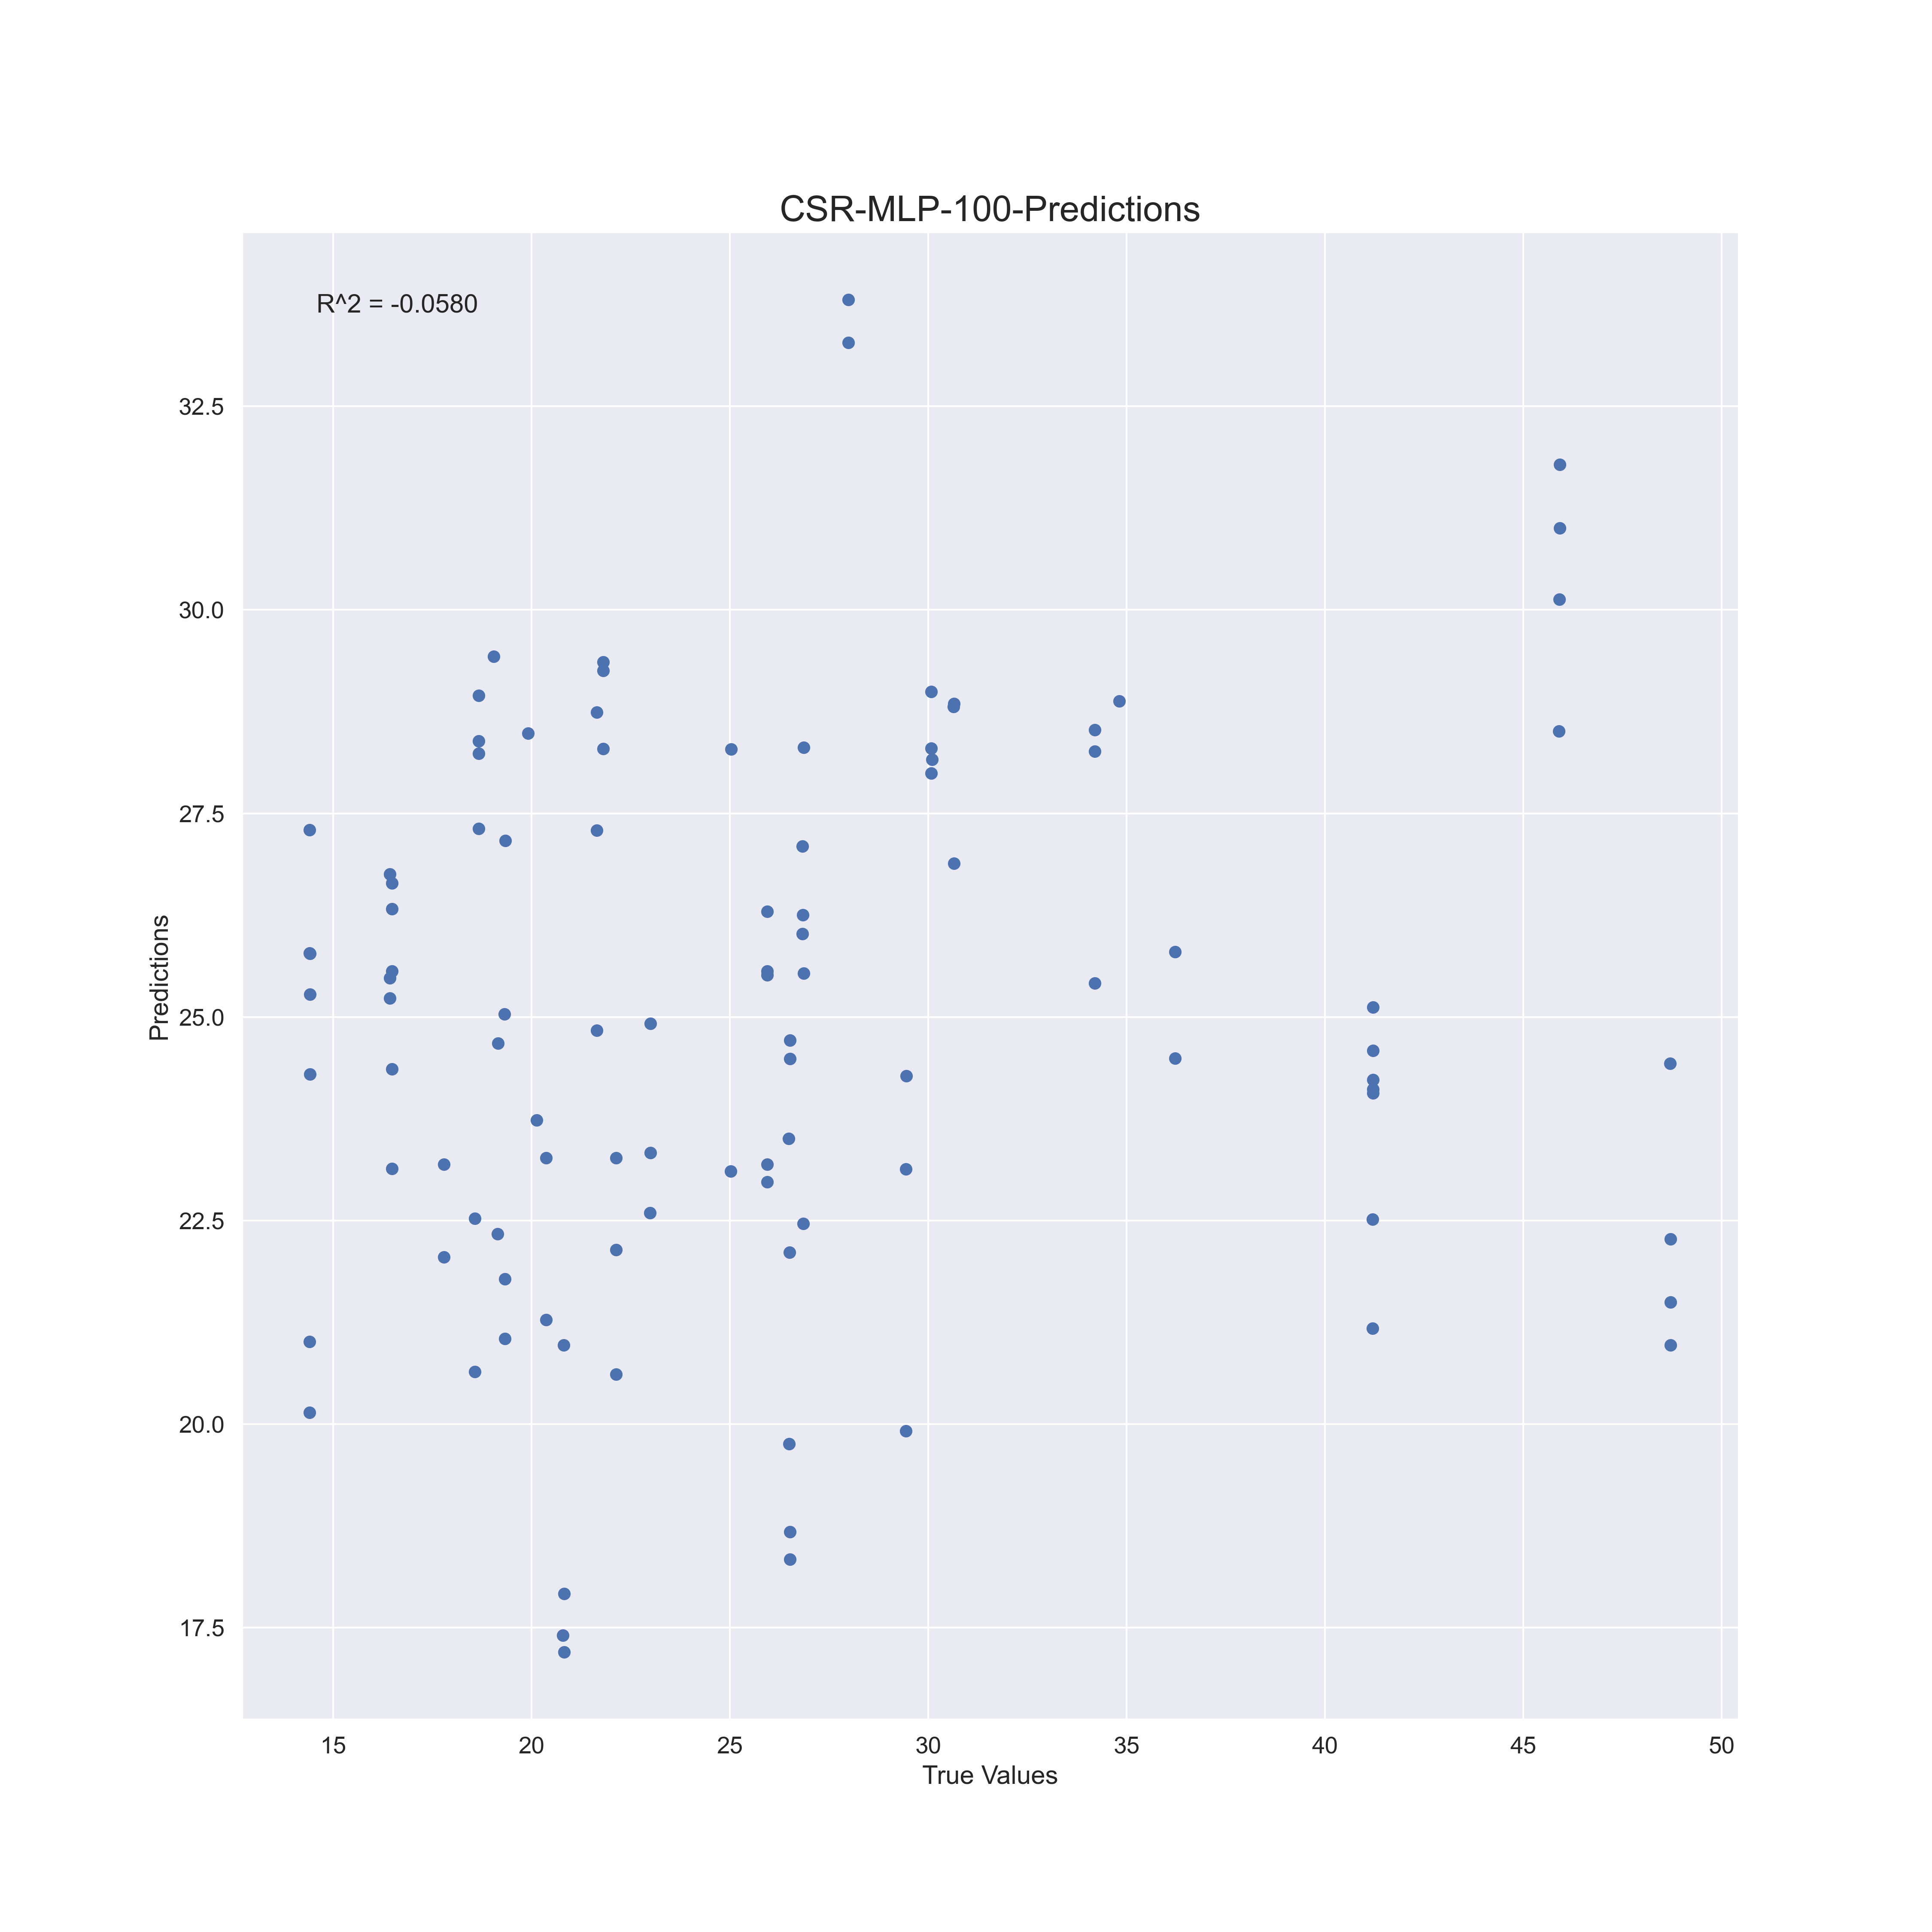 CSR-MLP-100-Predictions
R^2 = -0.0580
32.5
30.0
27.5
25.0
22.5
20.0
17.5
Predictions
15 20 25 30 35 40 45 50
True Values